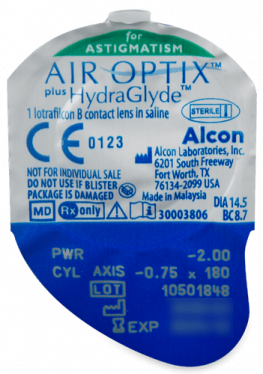 for
ASTIGMATISM
AIR OPTIX™
plus HydraGlyde™
1 lotrafilcon B contact lens in saline
STERILE
CE 0123
Alcon
Alcon Laboratories, Inc.
6201 South Freeway
Fort Worth, TX
76134-2099 USA
Made in Malaysia
NOT FOR INDIVIDUAL SALE
DO NOT USE IF BLISTER
PACKAGE IS DAMAGED
MD
Rx only
30003806
DIA 14.5
BC 8.7
PWR -2.00
CYL AXIS -0.75 x 180
LOT 10501848
EXP